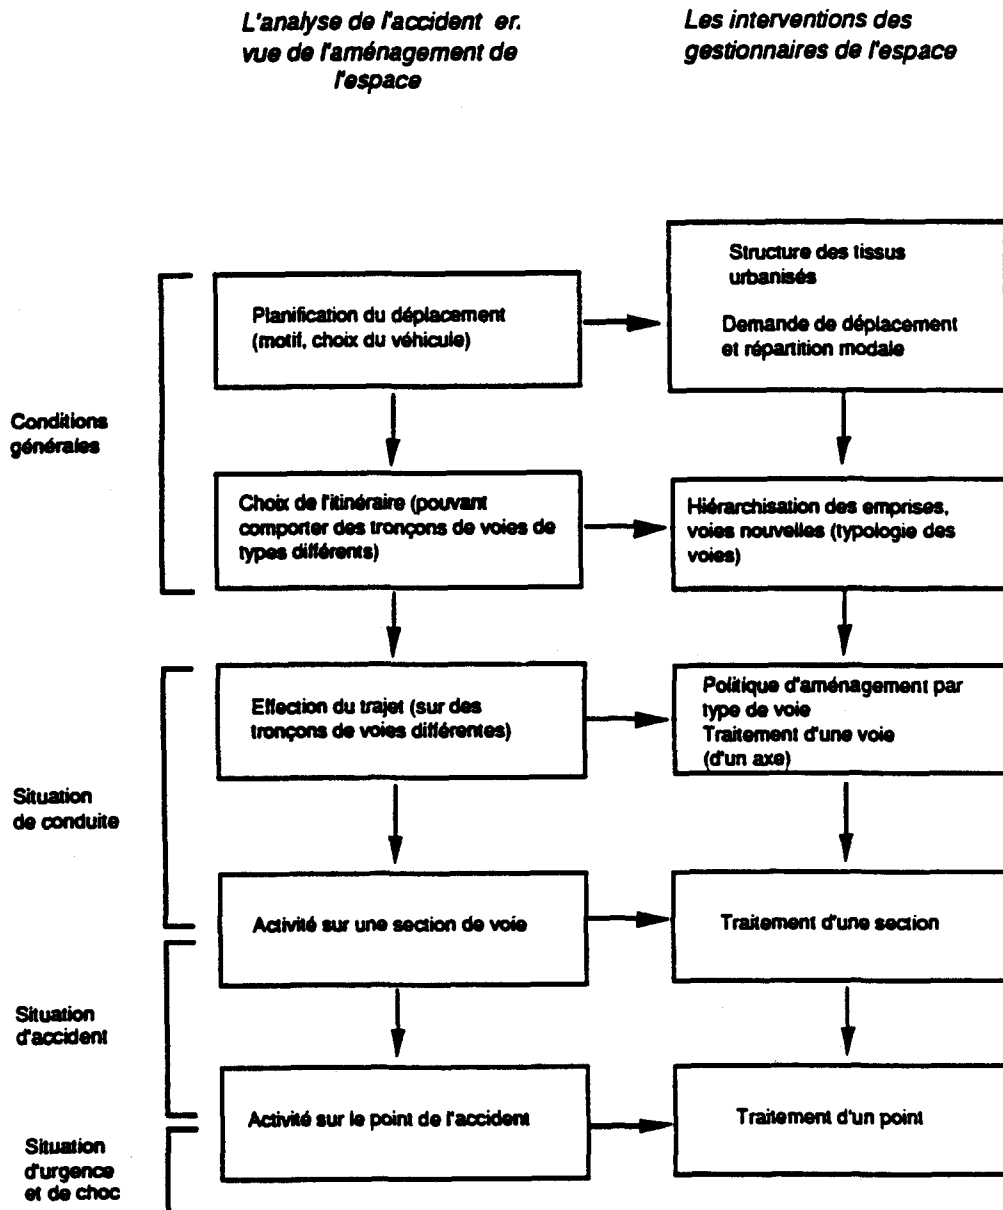 L'analyse de l'accident er.
vue de l'aménagement de
l'espace
Les interventions des
gestionnaires de l'espace
Conditions
générales
Planification du déplacement
(motif, choix du véhicule)
Structure des tissus
urbanisés
Demande de déplacement
et répartition modale
Choix de l'itinéraire (pouvant
comporter des tronçons de voies de
types différents)
Hiérarchisation des emprises,
voies nouvelles (typologie des
voies)
Situation
de conduite
Effection du trajet (sur des
tronçons de voies différentes)
Politique d'aménagement par
type de voie
Traitement d'une voie
(d'un axe)
Activité sur une section de voie
Traitement d'une section
Situation
d'accident
Activité sur le point de l'accident
Traitement d'un point
Situation
d'urgence
et de choc